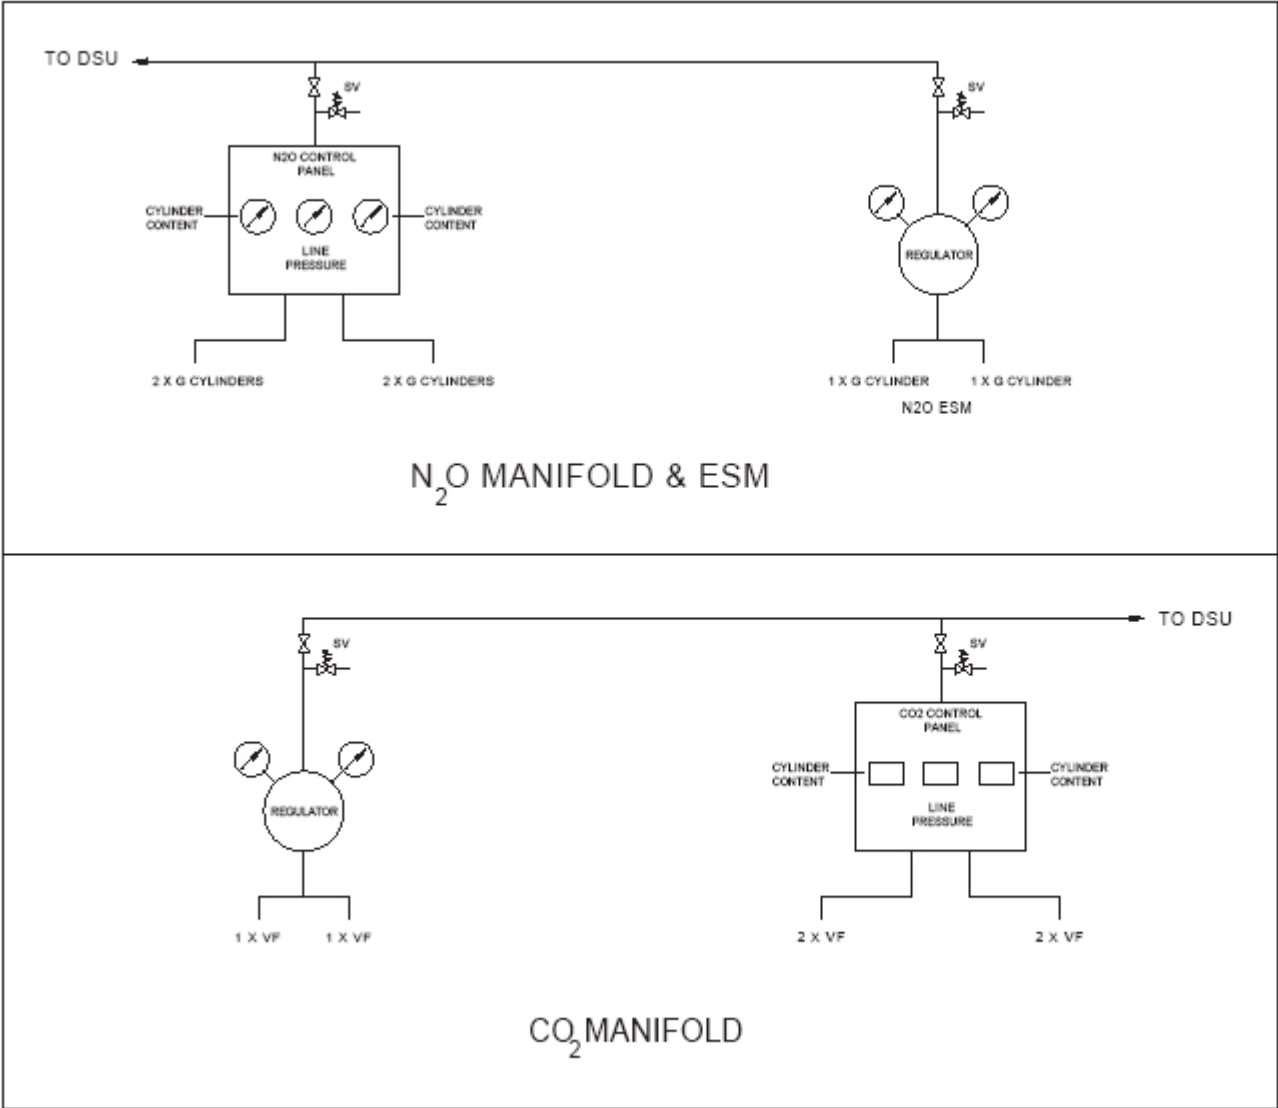 TO DSU
SV
SV
N2O CONTROL
PANEL
CYLINDER
CONTENT
CYLINDER
CONTENT
LINE
PRESSURE
REGULATOR
2 X G CYLINDERS
2 X G CYLINDERS
1 X G CYLINDER
1 X G CYLINDER
N2O ESM
N2O MANIFOLD & ESM
TO DSU
SV
SV
CO2 CONTROL
PANEL
CYLINDER
CONTENT
CYLINDER
CONTENT
LINE
PRESSURE
REGULATOR
1 X VF
1 X VF
2 X VF
2 X VF
CO2 MANIFOLD